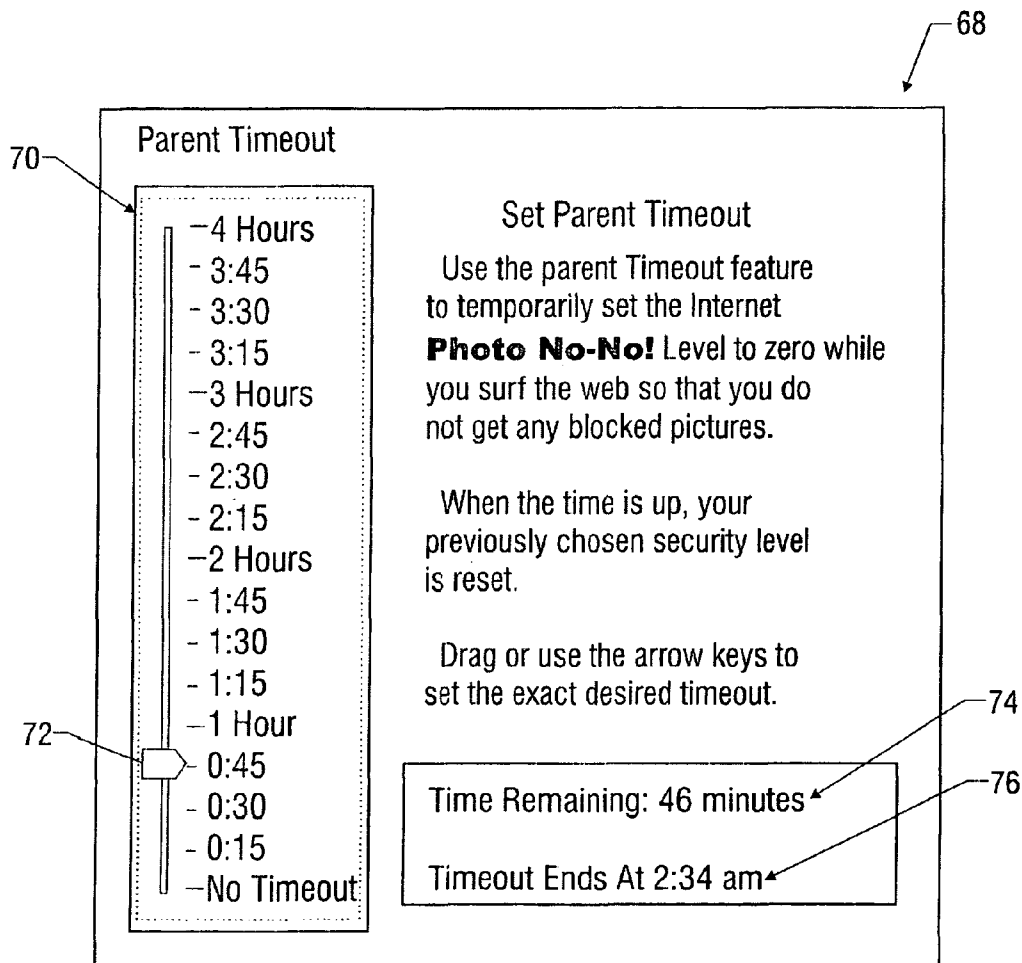 68
Parent Timeout
70
4 Hours
3:45
3:30
3:15
3 Hours
2:45
2:30
2:15
2 Hours
1:45
1:30
1:15
1 Hour
72
0:45
0:30
0:15
No Timeout
Set Parent Timeout
Use the parent Timeout feature
to temporarily set the Internet
Photo No-No! Level to zero while
you surf the web so that you do
not get any blocked pictures.
When the time is up, your
previously chosen security level
is reset.
Drag or use the arrow keys to
set the exact desired timeout.
74
Time Remaining: 46 minutes
76
Timeout Ends At 2:34 am